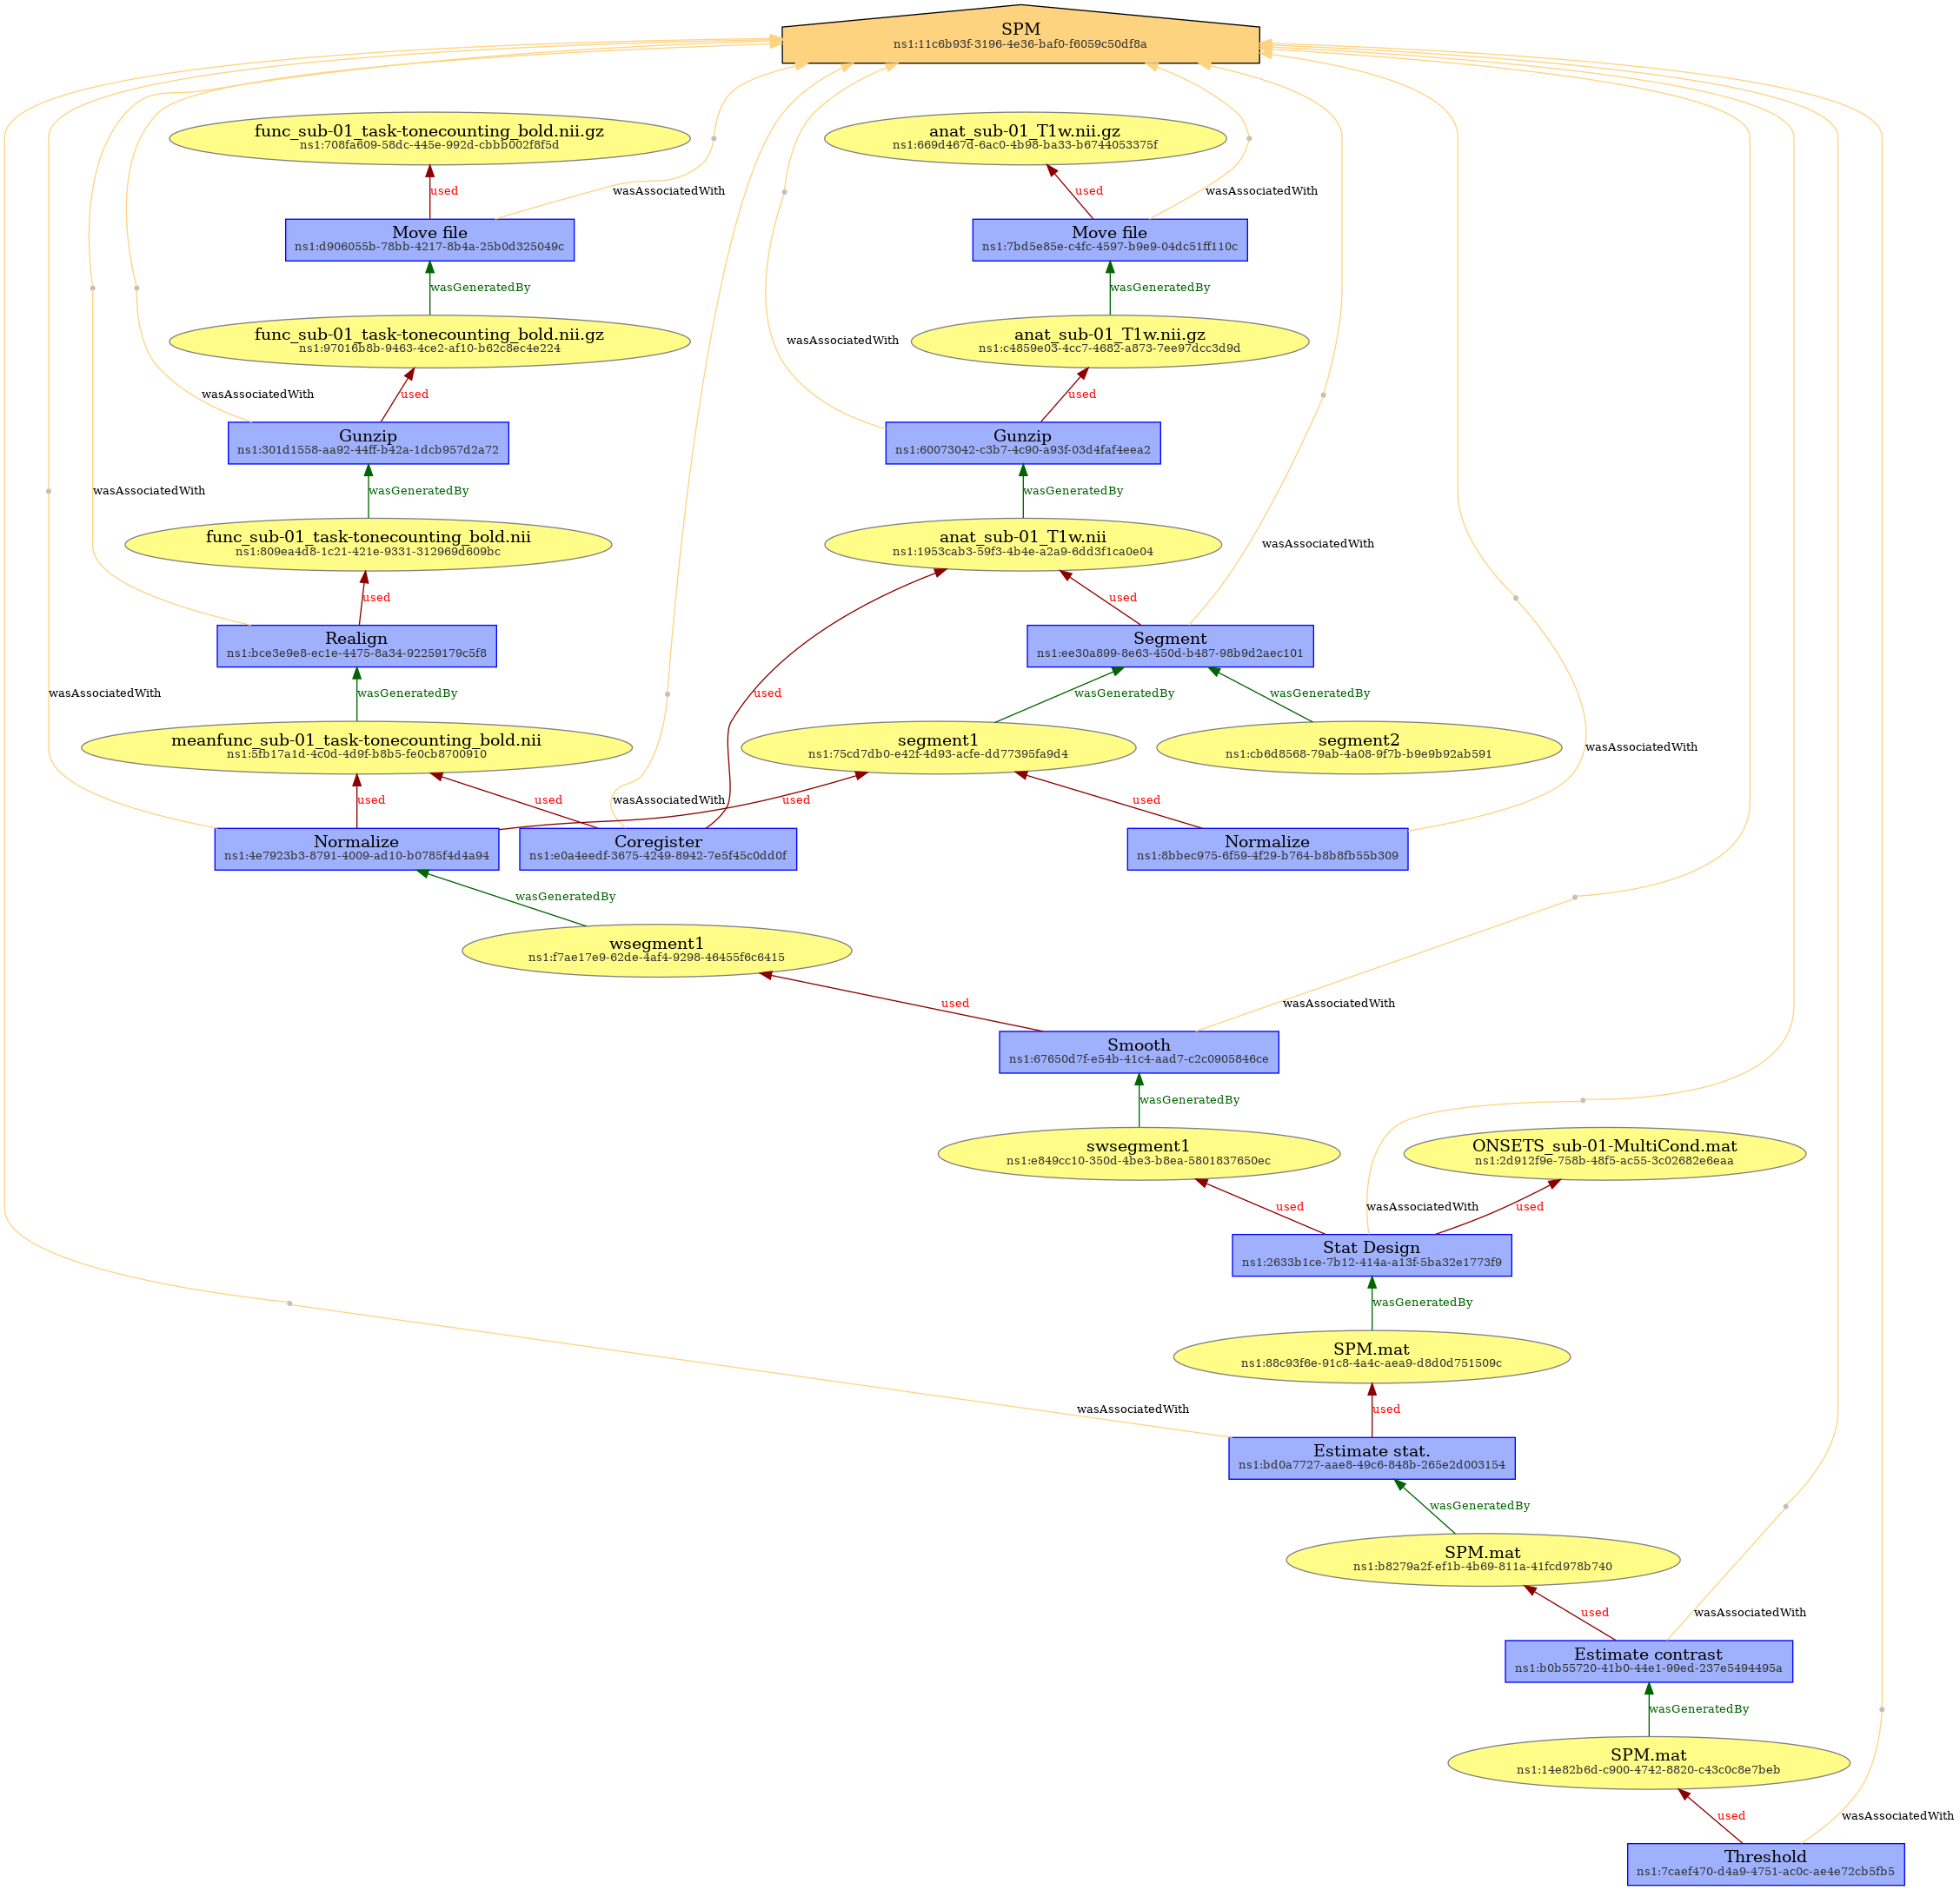 SPM
ns1:11c6b93f-3196-4e36-baf0-f6059c50df8a
func_sub-01_task-tonecounting_bold.nii.gz
ns1:708fa609-58dc-445e-992d-cbbb002f8f5d
anat_sub-01_T1w.nii.gz
ns1:669d467d-6ac0-4b98-ba33-b6744053375f
used
wasAssociatedWith
used
wasAssociatedWith
Move file
ns1:d906055b-78bb-4217-8b4a-25b0d325049c
Move file
ns1:7bd5e85e-c4fc-4597-b9e9-04dc51ff110c
wasGeneratedBy
wasGeneratedBy
func_sub-01_task-tonecounting_bold.nii.gz
ns1:97016b8b-9463-4ce2-af10-b62c8ec4e224
wasAssociatedWith
anat_sub-01_T1w.nii.gz
ns1:c4859e03-4cc7-4682-a873-7ee97dcc3d9d
wasAssociatedWith
used
used
Gunzip
ns1:301d1558-aa92-44ff-b42a-1dcb957d2a72
Gunzip
ns1:60073042-c3b7-4c90-a93f-03d4faf4eea2
wasAssociatedWith
wasGeneratedBy
wasGeneratedBy
func_sub-01_task-tonecounting_bold.nii
ns1:809ea4d8-1c21-421e-9331-312969d609bc
anat_sub-01_T1w.nii
ns1:1953cab3-59f3-4b4e-a2a9-6dd3f1ca0e04
wasAssociatedWith
used
used
Realign
ns1:bce3e9e8-ec1e-4475-8a34-92259179c5f8
Segment
ns1:ee30a899-8e63-450d-b487-98b9d2aec101
wasAssociatedWith
wasGeneratedBy
used
wasGeneratedBy
wasGeneratedBy
meanfunc_sub-01_task-tonecounting_bold.nii
ns1:5fb17a1d-4c0d-4d9f-b8b5-fe0cb8700910
segment1
ns1:75cd7db0-e42f-4d93-acfe-dd77395fa9d4
segment2
ns1:cb6d8568-79ab-4a08-9f7b-b9e9b92ab591
wasAssociatedWith
used
used
wasAssociatedWith
used
used
Normalize
ns1:4e7923b3-8791-4009-ad10-b0785f4d4a94
Coregister
ns1:e0a4eedf-3675-4249-8942-7e5f45c0dd0f
Normalize
ns1:8bbec975-6f59-4f29-b764-b8b8fb55b309
wasGeneratedBy
wsegment1
ns1:f7ae17e9-62de-4af4-9298-46455f6c6415
used
wasAssociatedWith
Smooth
ns1:67650d7f-e54b-41c4-aad7-c2c0905846ce
wasGeneratedBy
swsegment1
ns1:e849cc10-350d-4be3-b8ea-5801837650ec
ONSETS_sub-01-MultiCond.mat
ns1:2d912f9e-758b-48f5-ac55-3c02682e6eaa
used
wasAssociatedWith
used
Stat Design
ns1:2633b1ce-7b12-414a-a13f-5ba32e1773f9
wasGeneratedBy
SPM.mat
ns1:88c93f6e-91c8-4a4c-aea9-d8d0d751509c
wasAssociatedWith
used
Estimate stat.
ns1:bd0a7727-aae8-49c6-848b-265e2d003154
wasGeneratedBy
SPM.mat
ns1:b8279a2f-ef1b-4b69-811a-41fcd978b740
used
wasAssociatedWith
Estimate contrast
ns1:b0b55720-41b0-44e1-99ed-237e5494495a
wasGeneratedBy
SPM.mat
ns1:14e82b6d-c900-4742-8820-c43c0c8e7beb
used
wasAssociatedWith
Threshold
ns1:7caef470-d4a9-4751-ac0c-ae4e72cb5fb5